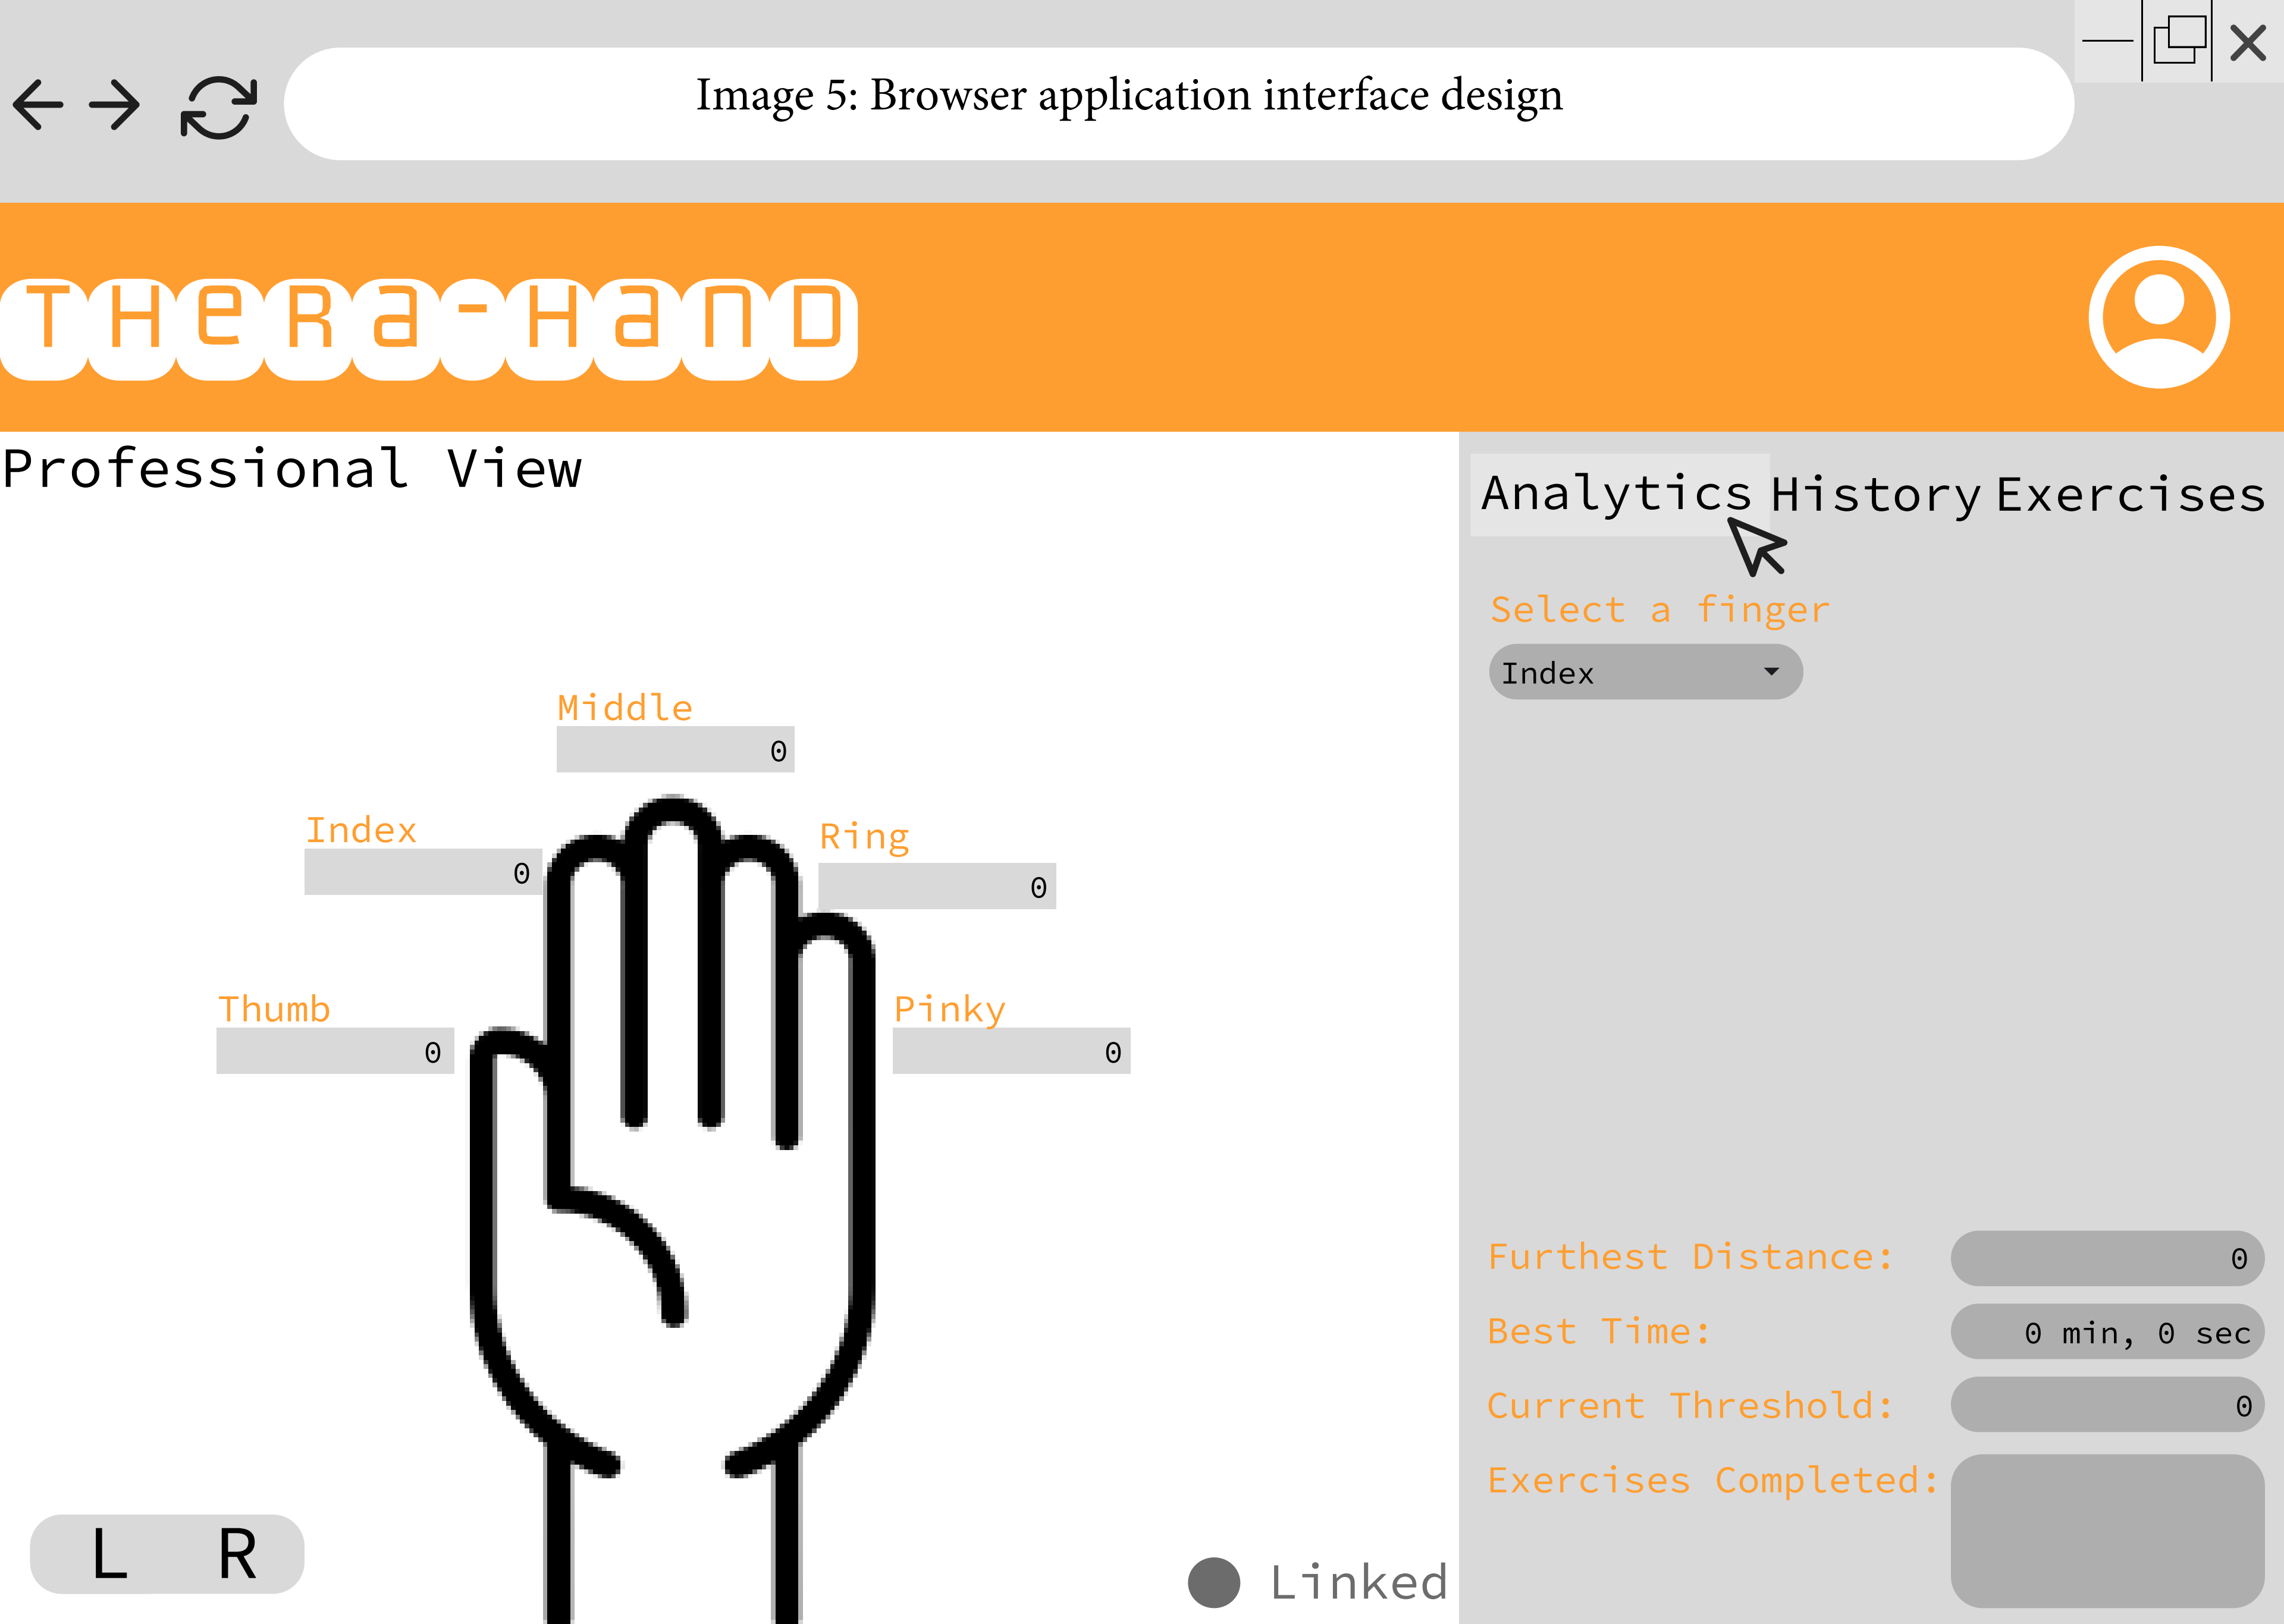 Image 5: Browser application interface design
THeRa-HanD
Professional View
Analytics History Exercises
Select a finger
Index
Middle
0
Index
0
Ring
0
Thumb
0
Pinky
0
Furthest Distance: 0
Best Time: 0 min, 0 sec
Current Threshold: 0
Exercises Completed:
L R
Linked